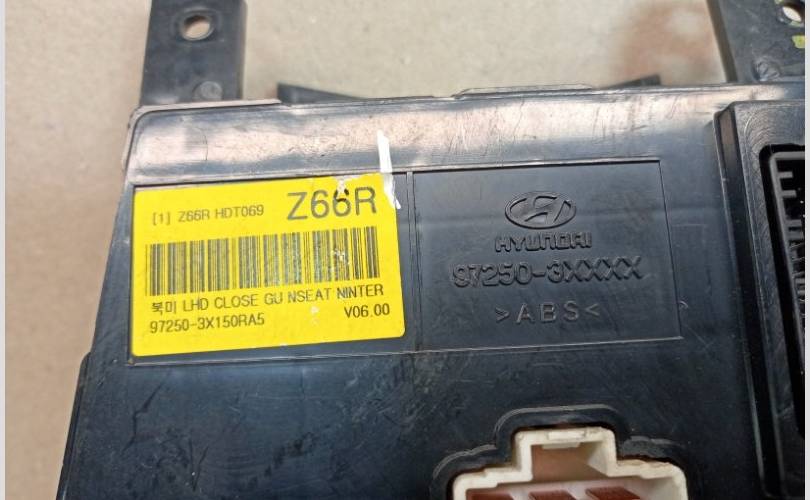 [1] Z66R HDT069 Z66R
북미 LHD CLOSE GU NSEAT NINTER
97250-3X150RA5 V06.00
HYUNDAI
97250-3XXXX
>ABS<